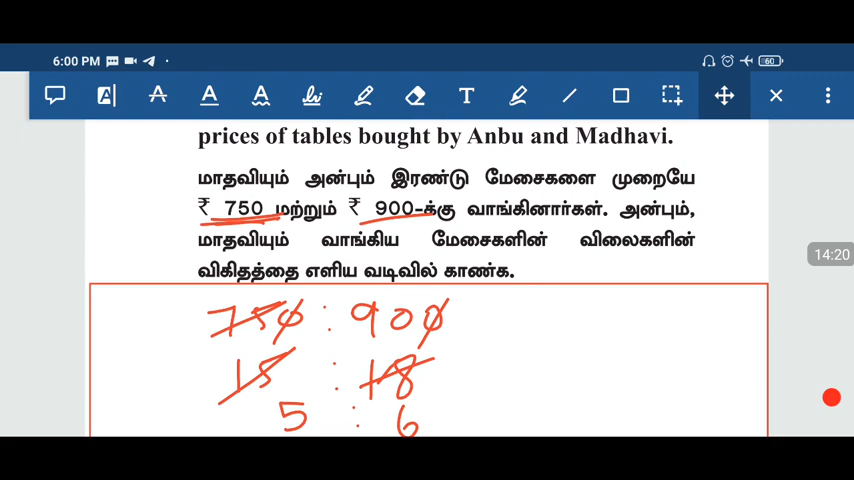 6:00 PM
60
A
A
A
T
prices of tables bought by Anbu and Madhavi.
மாதவியும் அன்பும் இரண்டு மேசைகளை முறையே
₹ 750 மற்றும் ₹ 900-க்கு வாங்கினார்கள். அன்பும்,
மாதவியும் வாங்கிய மேசைகளின் விலைகளின்
விகிதத்தை எளிய வடிவில் காண்க.
14:20
750 : 900
15 : 18
5 : 6